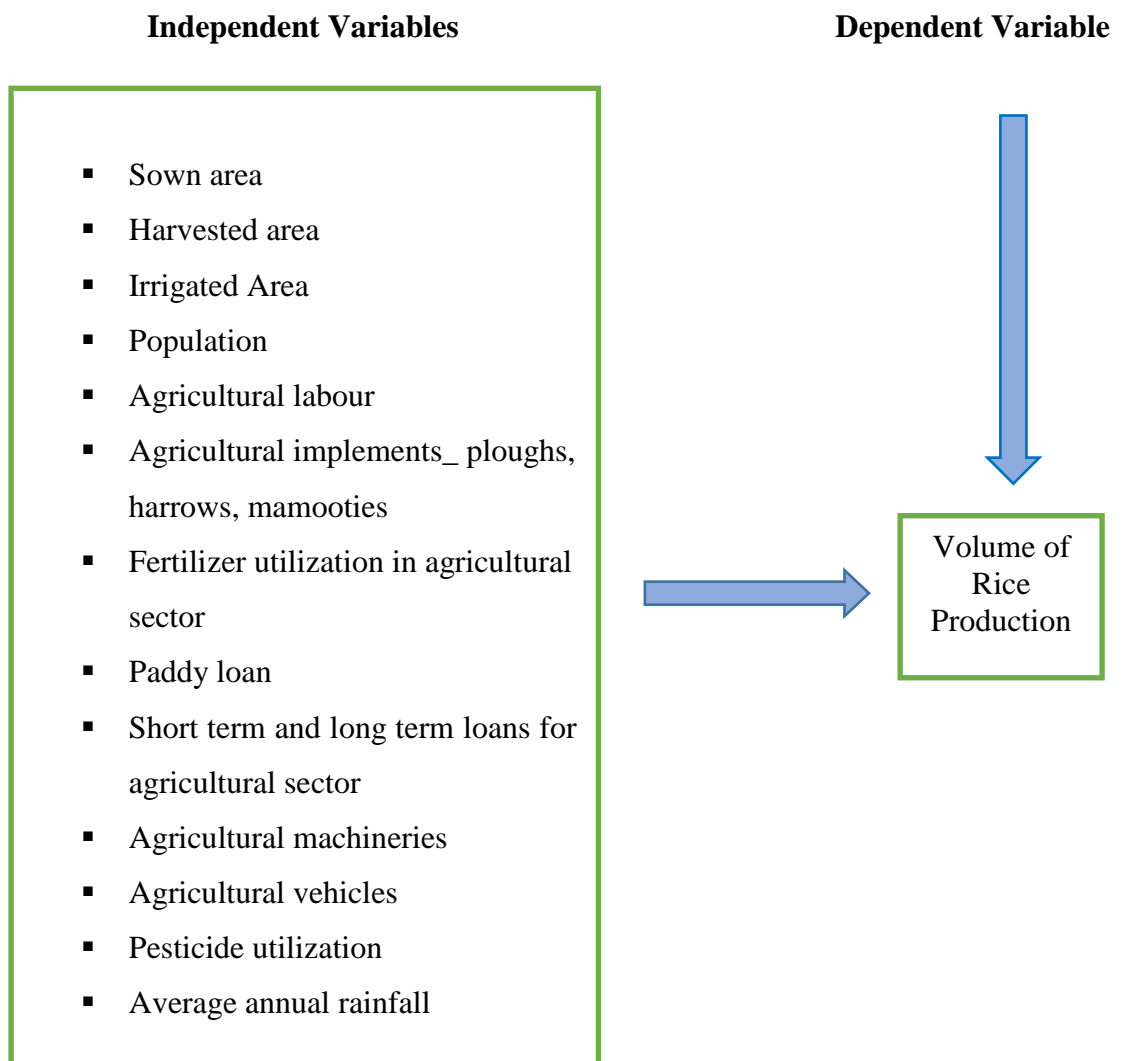 Independent Variables
Dependent Variable
▪ Sown area
▪ Harvested area
▪ Irrigated Area
▪ Population
▪ Agricultural labour
▪ Agricultural implements_ ploughs,
harrows, mamooties
▪ Fertilizer utilization in agricultural
sector
▪ Paddy loan
▪ Short term and long term loans for
agricultural sector
▪ Agricultural machineries
▪ Agricultural vehicles
▪ Pesticide utilization
▪ Average annual rainfall
Volume of
Rice
Production